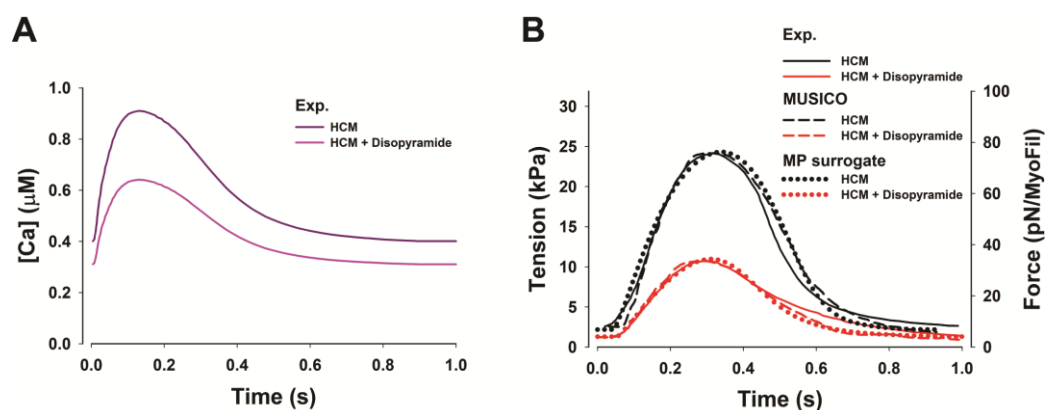 A
1.0
0.8
0.6
0.4
0.2
0.0
[Ca] (μM)
Exp.
HCM
HCM + Disopyramide
0.0 0.2 0.4 0.6 0.8 1.0
Time (s)
B
Exp.
HCM
HCM + Disopyramide
MUSICO
HCM
HCM + Disopyramide
MP surrogate
HCM
HCM + Disopyramide
30
25
20
15
10
5
0
Tension (kPa)
100
80
60
40
20
0
Force (pN/MyoFil)
0.0 0.2 0.4 0.6 0.8 1.0
Time (s)